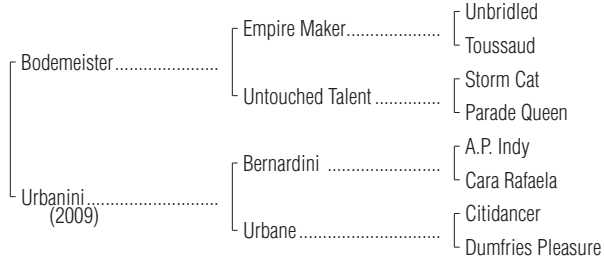 Unbridled
Empire Maker
Toussaud
Bodemeister
Storm Cat
Untouched Talent
Parade Queen
A.P. Indy
Bernardini
Cara Rafaela
Urbanini
(2009)
Citidancer
Urbane
Dumfries Pleasure